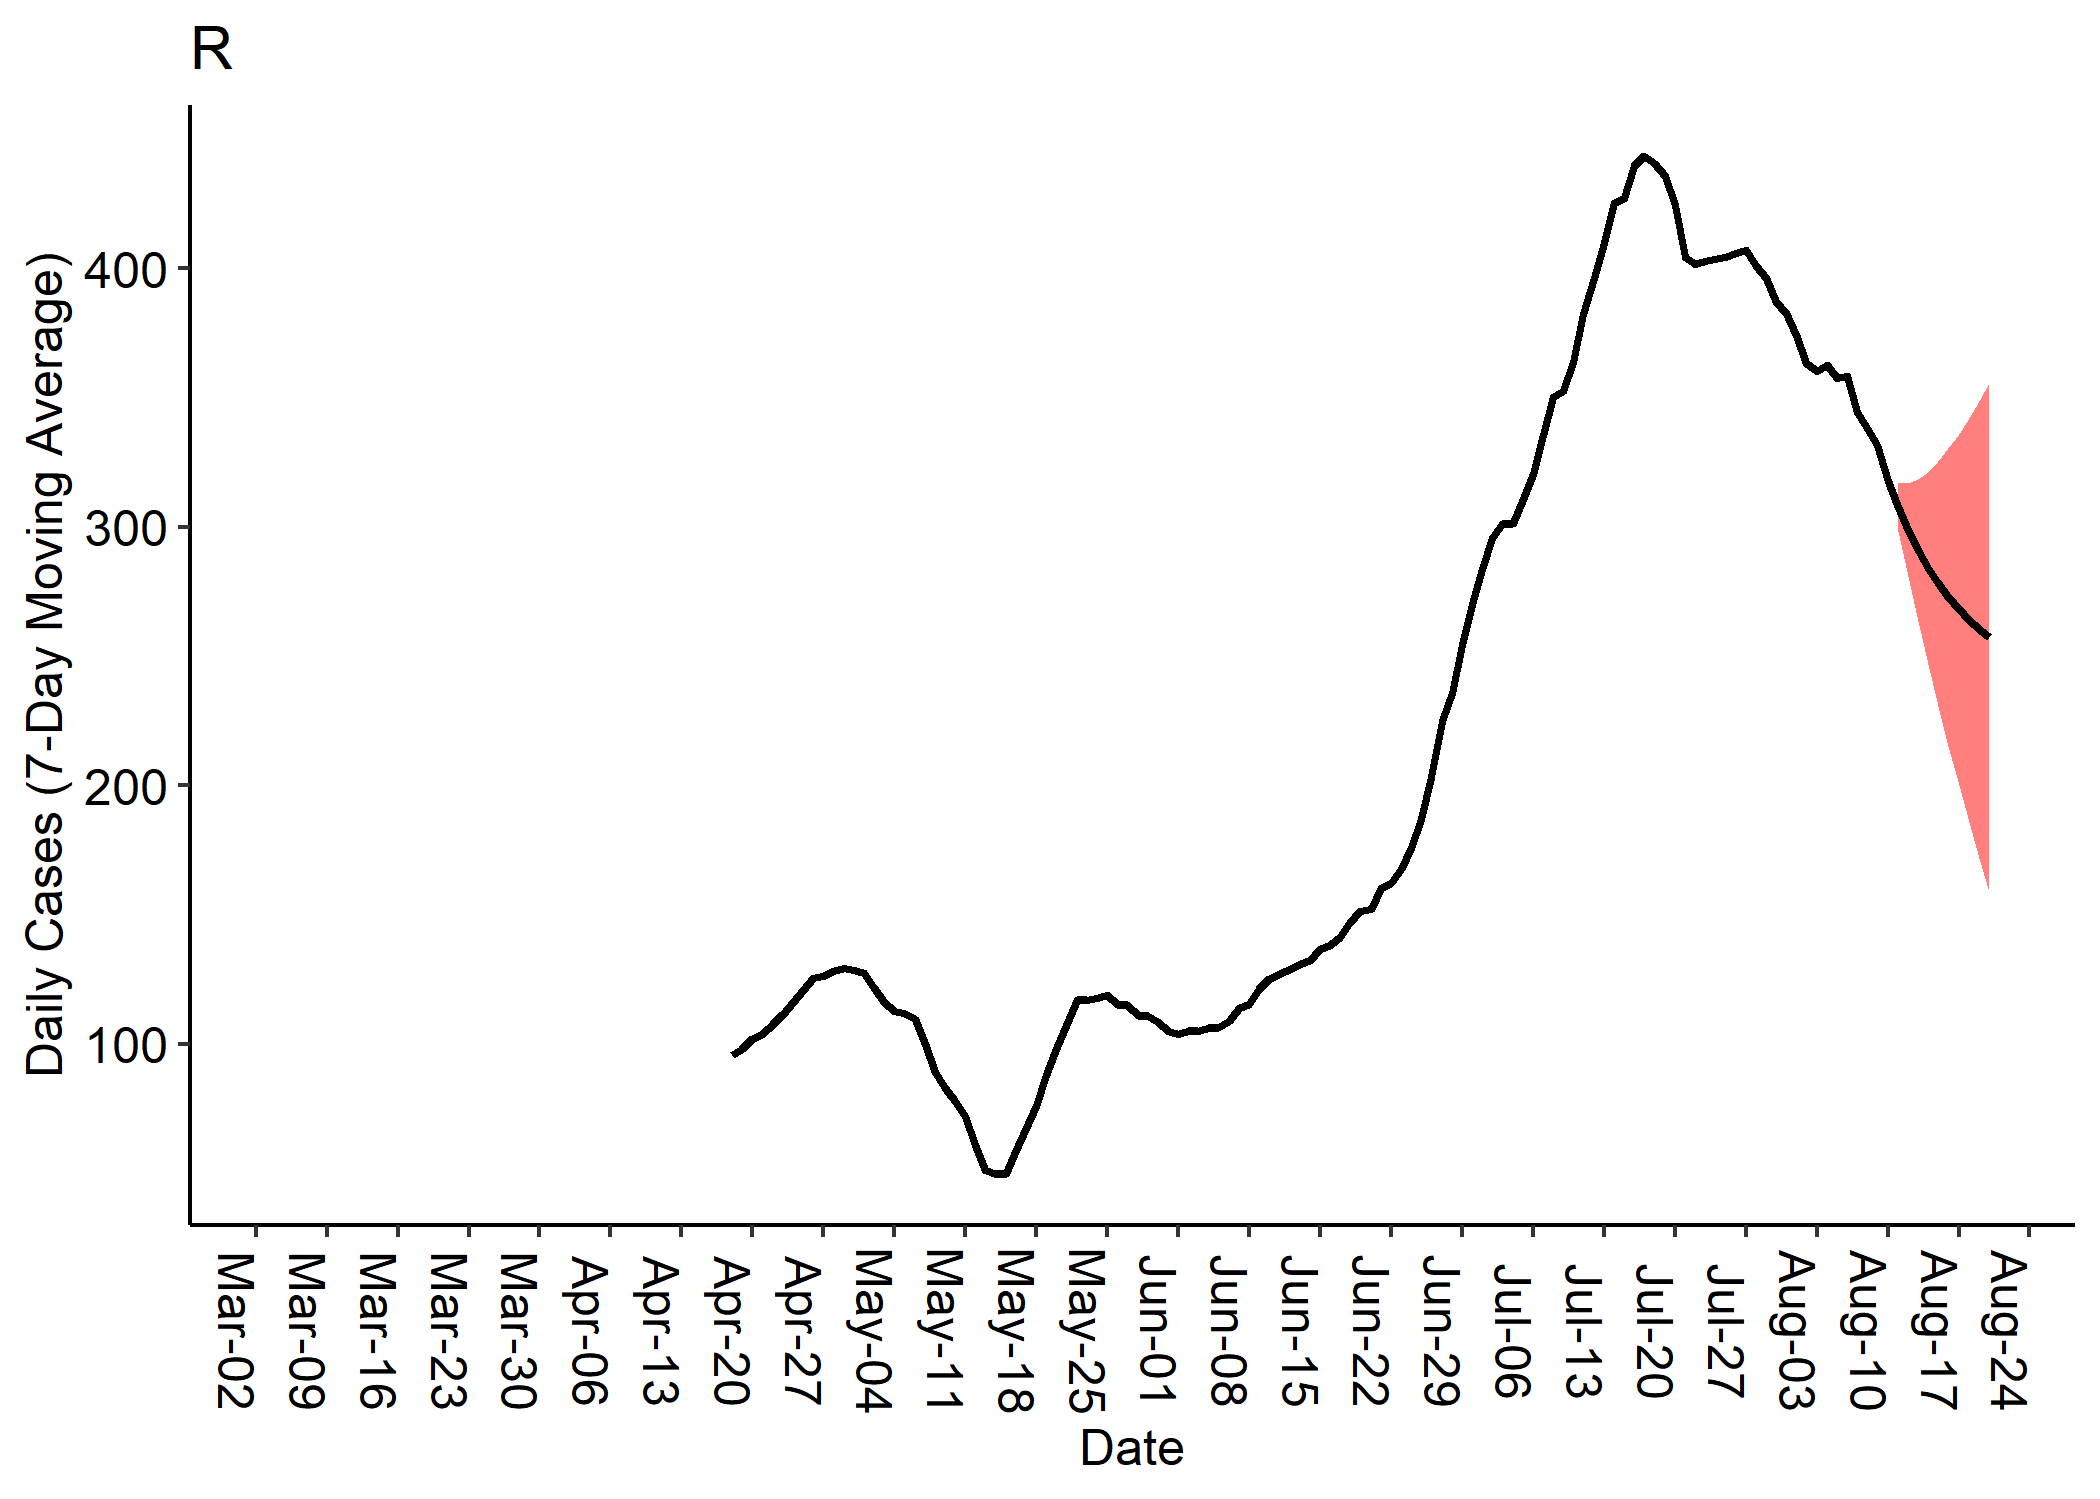 R
Daily Cases (7-Day Moving Average)
400
300
200
100
Mar-02
Mar-09
Mar-16
Mar-23
Mar-30
Apr-06
Apr-13
Apr-20
Apr-27
May-04
May-11
May-18
May-25
Jun-01
Jun-08
Jun-15
Jun-22
Jun-29
Jul-06
Jul-13
Jul-20
Jul-27
Aug-03
Aug-10
Aug-17
Aug-24
Date